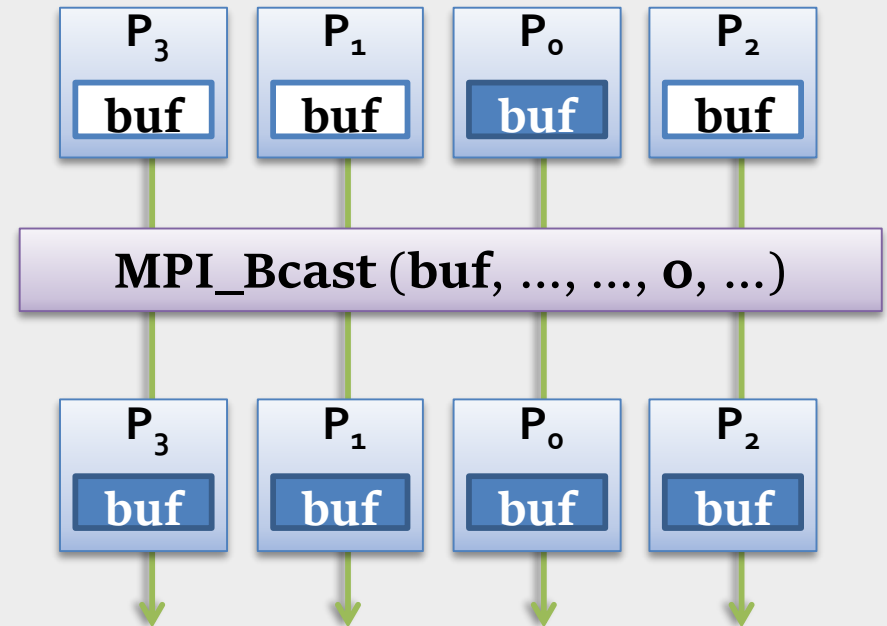 P₃ P₁ P₀ P₂
buf buf buf buf
MPI_Bcast (buf, ..., ..., 0, ...)
P₃ P₁ P₀ P₂
buf buf buf buf